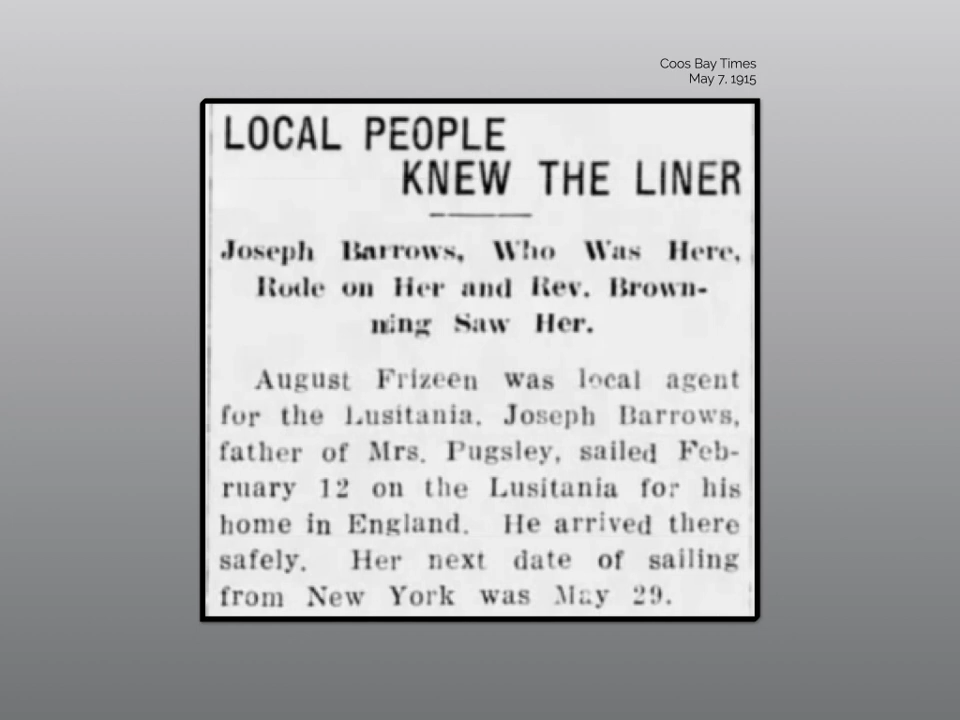 Coos Bay Times
May 7, 1915
LOCAL PEOPLE
KNEW THE LINER
Joseph Barrows, Who Was Here,
Rode on Her and Rev. Brown-
ning Saw Her.
August Frizeen was local agent
for the Lusitania. Joseph Barrows,
father of Mrs. Pugsley, sailed Feb-
ruary 12 on the Lusitania for his
home in England. He arrived there
safely. Her next date of sailing
from New York was May 29.